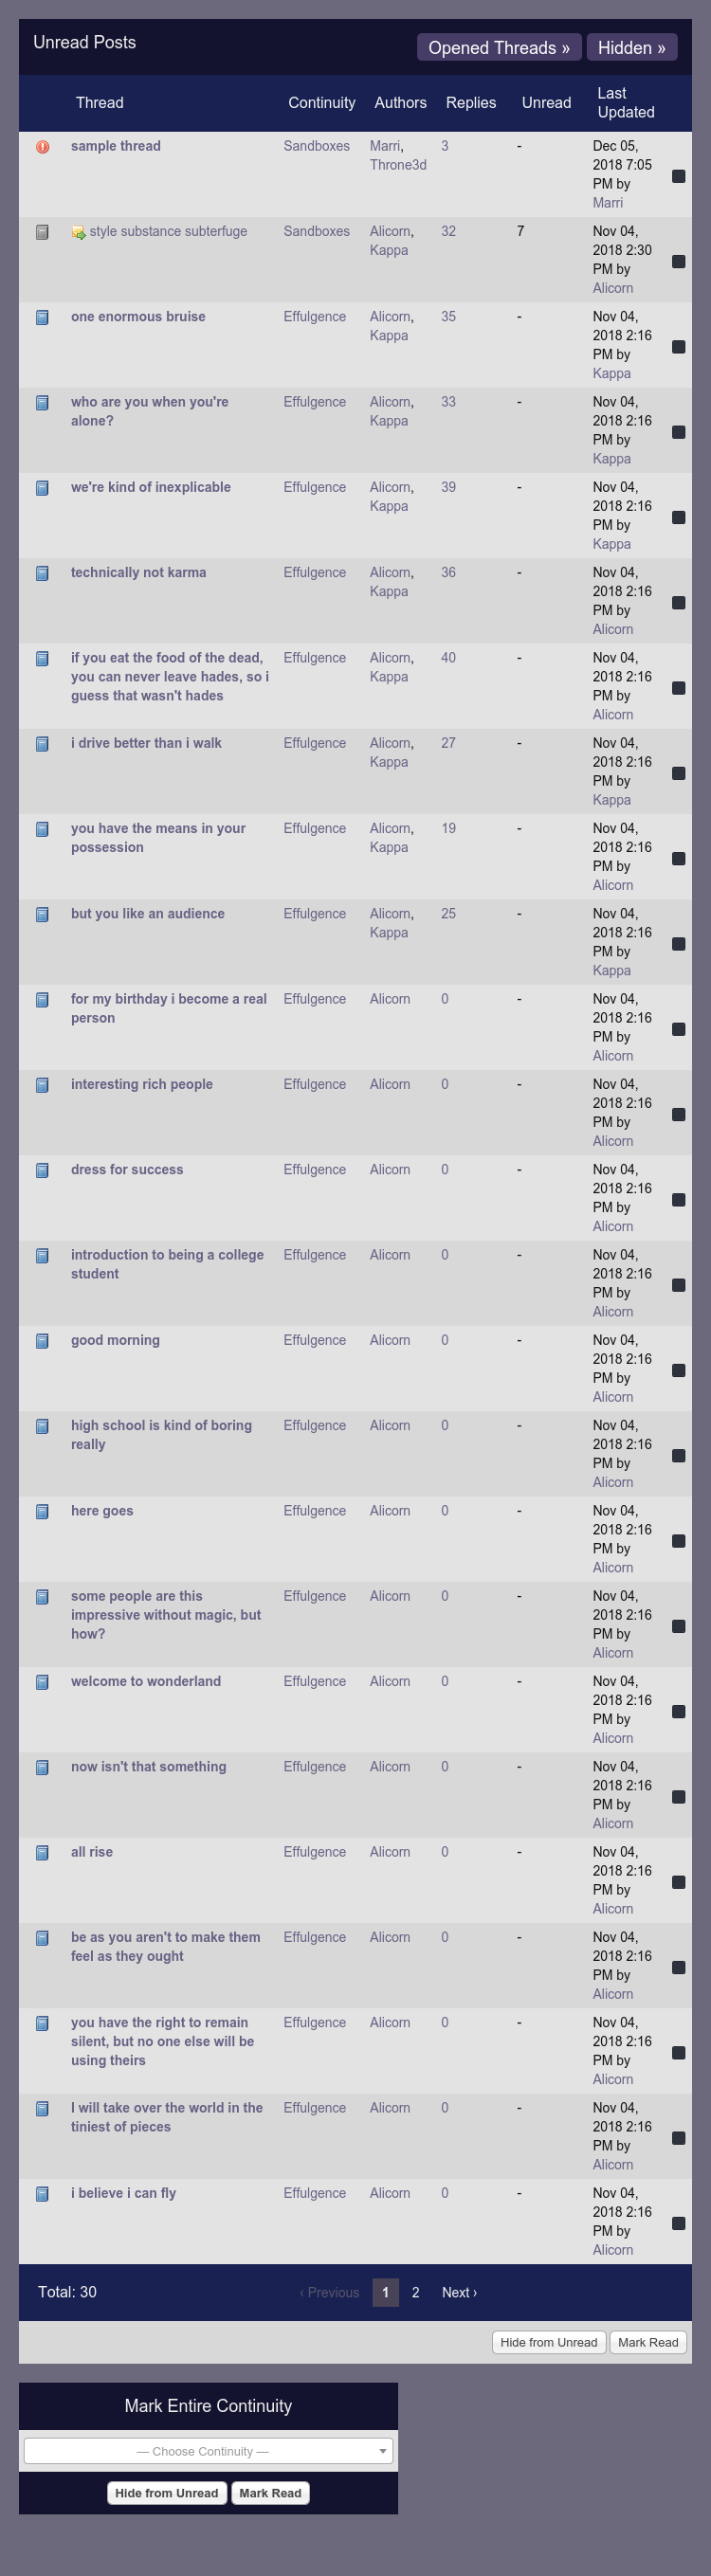 Unread Posts
Opened Threads »
Hidden »
Thread
Continuity
Authors
Replies
Unread
Last
Updated
sample thread
Sandboxes
Marri,
Throne3d
3
-
Dec 05,
2018 7:05
PM by
Marri
style substance subterfuge
Sandboxes
Alicorn,
Kappa
32
7
Nov 04,
2018 2:30
PM by
Alicorn
one enormous bruise
Effulgence
Alicorn,
Kappa
35
-
Nov 04,
2018 2:16
PM by
Kappa
who are you when you're
alone?
Effulgence
Alicorn,
Kappa
33
-
Nov 04,
2018 2:16
PM by
Kappa
we're kind of inexplicable
Effulgence
Alicorn,
Kappa
39
-
Nov 04,
2018 2:16
PM by
Kappa
technically not karma
Effulgence
Alicorn,
Kappa
36
-
Nov 04,
2018 2:16
PM by
Alicorn
if you eat the food of the dead,
you can never leave hades, so i
guess that wasn't hades
Effulgence
Alicorn,
Kappa
40
-
Nov 04,
2018 2:16
PM by
Alicorn
i drive better than i walk
Effulgence
Alicorn,
Kappa
27
-
Nov 04,
2018 2:16
PM by
Kappa
you have the means in your
possession
Effulgence
Alicorn,
Kappa
19
-
Nov 04,
2018 2:16
PM by
Alicorn
but you like an audience
Effulgence
Alicorn,
Kappa
25
-
Nov 04,
2018 2:16
PM by
Kappa
for my birthday i become a real
person
Effulgence
Alicorn
0
-
Nov 04,
2018 2:16
PM by
Alicorn
interesting rich people
Effulgence
Alicorn
0
-
Nov 04,
2018 2:16
PM by
Alicorn
dress for success
Effulgence
Alicorn
0
-
Nov 04,
2018 2:16
PM by
Alicorn
introduction to being a college
student
Effulgence
Alicorn
0
-
Nov 04,
2018 2:16
PM by
Alicorn
good morning
Effulgence
Alicorn
0
-
Nov 04,
2018 2:16
PM by
Alicorn
high school is kind of boring
really
Effulgence
Alicorn
0
-
Nov 04,
2018 2:16
PM by
Alicorn
here goes
Effulgence
Alicorn
0
-
Nov 04,
2018 2:16
PM by
Alicorn
some people are this
impressive without magic, but
how?
Effulgence
Alicorn
0
-
Nov 04,
2018 2:16
PM by
Alicorn
welcome to wonderland
Effulgence
Alicorn
0
-
Nov 04,
2018 2:16
PM by
Alicorn
now isn't that something
Effulgence
Alicorn
0
-
Nov 04,
2018 2:16
PM by
Alicorn
all rise
Effulgence
Alicorn
0
-
Nov 04,
2018 2:16
PM by
Alicorn
be as you aren't to make them
feel as they ought
Effulgence
Alicorn
0
-
Nov 04,
2018 2:16
PM by
Alicorn
you have the right to remain
silent, but no one else will be
using theirs
Effulgence
Alicorn
0
-
Nov 04,
2018 2:16
PM by
Alicorn
I will take over the world in the
tiniest of pieces
Effulgence
Alicorn
0
-
Nov 04,
2018 2:16
PM by
Alicorn
i believe i can fly
Effulgence
Alicorn
0
-
Nov 04,
2018 2:16
PM by
Alicorn
Total: 30
‹ Previous
1
2
Next ›
Hide from Unread
Mark Read
Mark Entire Continuity
— Choose Continuity —
Hide from Unread
Mark Read